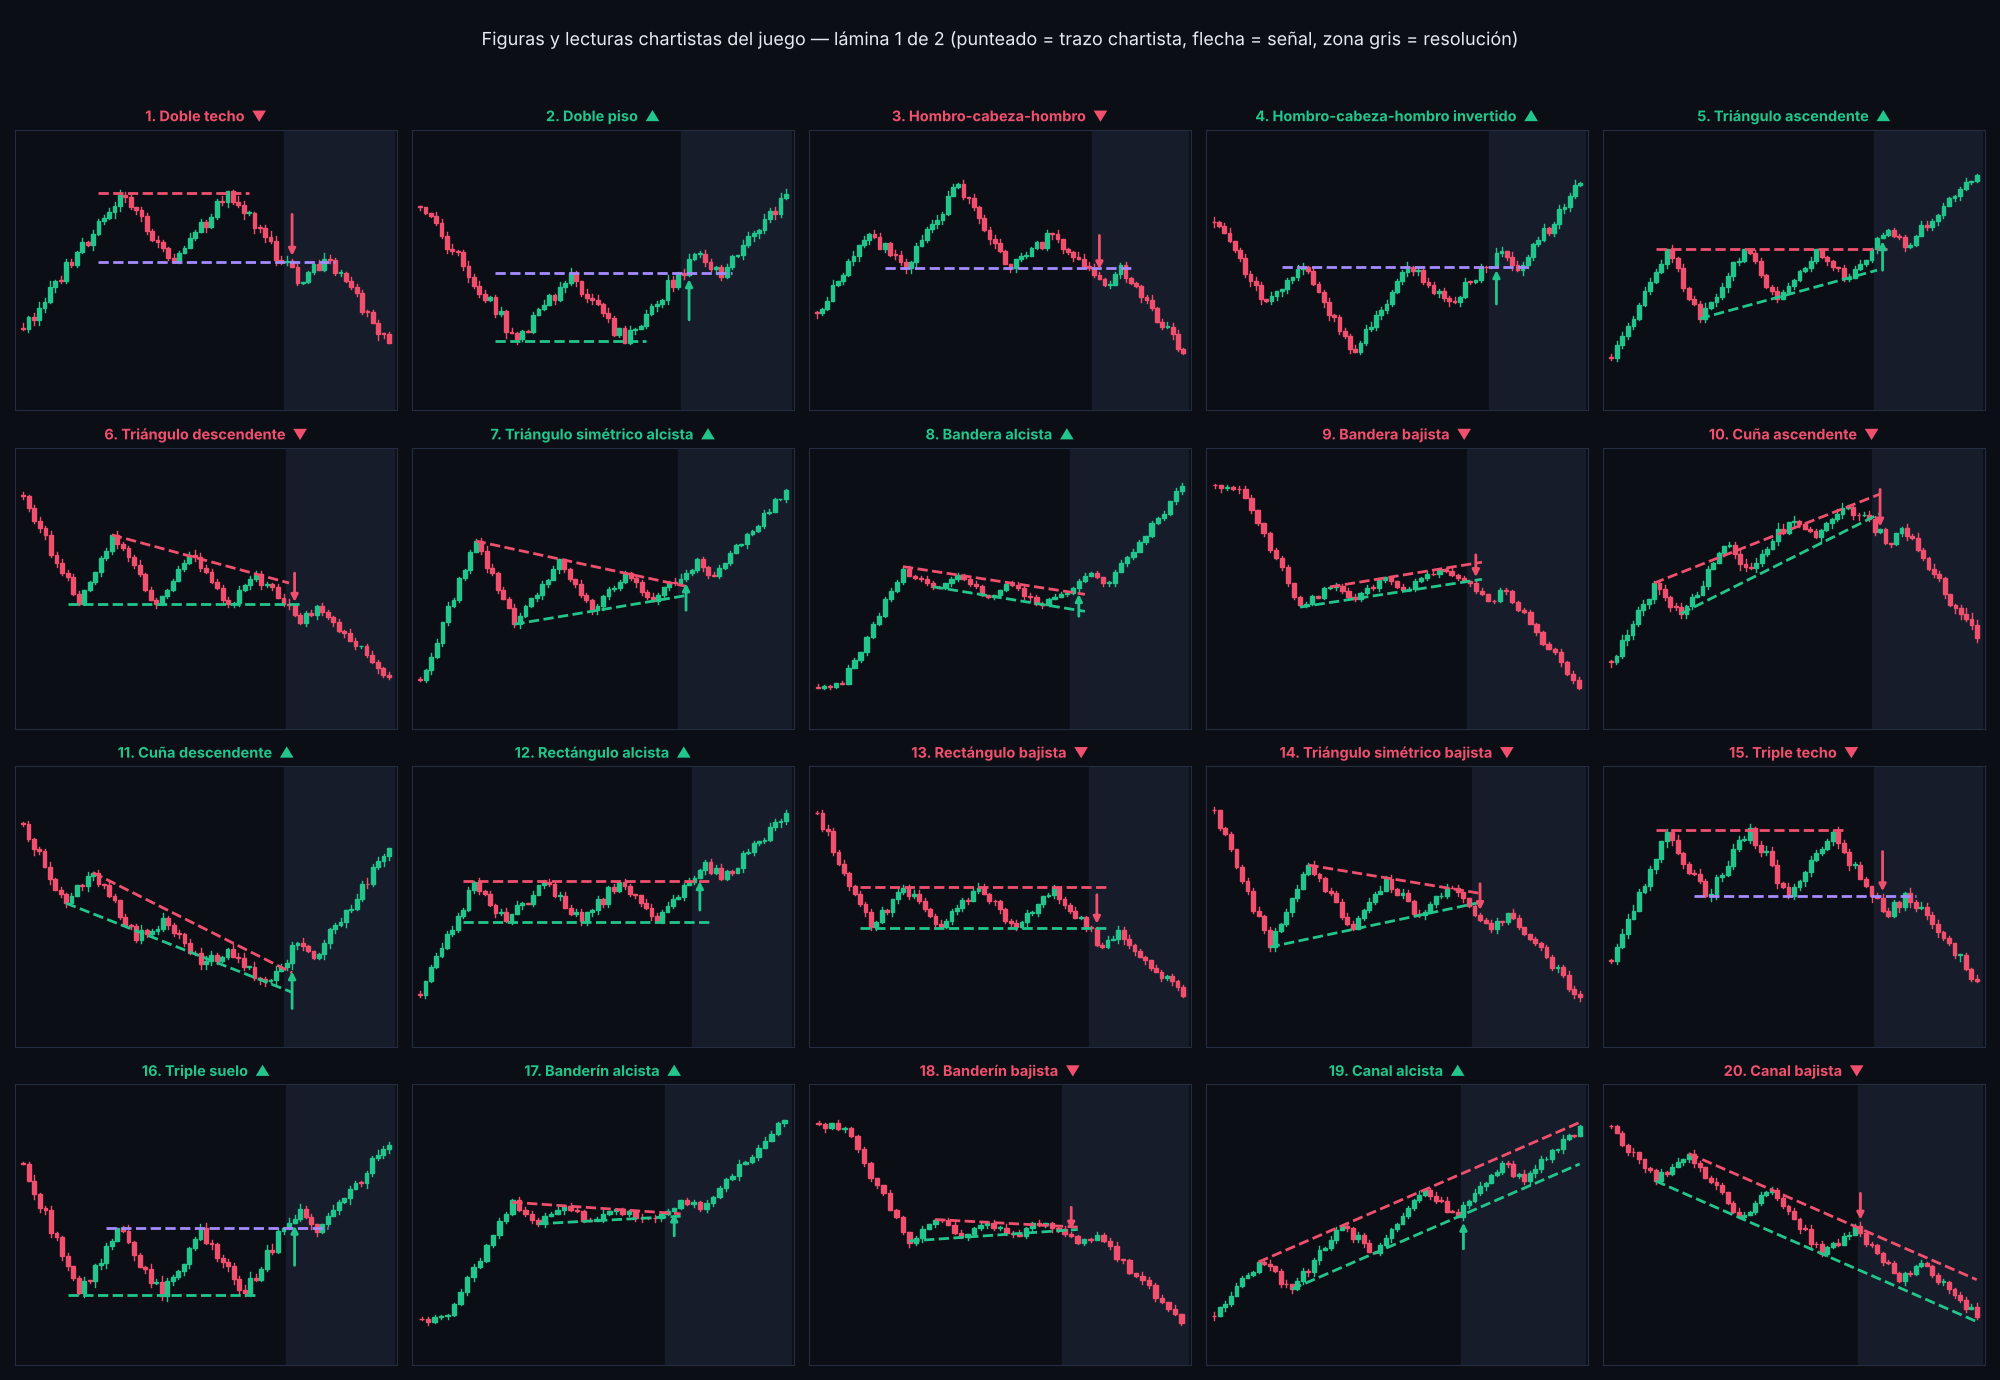 Figuras y lecturas chartistas del juego — lámina 1 de 2 (punteado = trazo chartista, flecha = señal, zona gris = resolución)
1. Doble techo ▼
2. Doble piso ▲
3. Hombro-cabeza-hombro ▼
4. Hombro-cabeza-hombro invertido ▲
5. Triángulo ascendente ▲
6. Triángulo descendente ▼
7. Triángulo simétrico alcista ▲
8. Bandera alcista ▲
9. Bandera bajista ▼
10. Cuña ascendente ▼
11. Cuña descendente ▲
12. Rectángulo alcista ▲
13. Rectángulo bajista ▼
14. Triángulo simétrico bajista ▼
15. Triple techo ▼
16. Triple suelo ▲
17. Banderín alcista ▲
18. Banderín bajista ▼
19. Canal alcista ▲
20. Canal bajista ▼